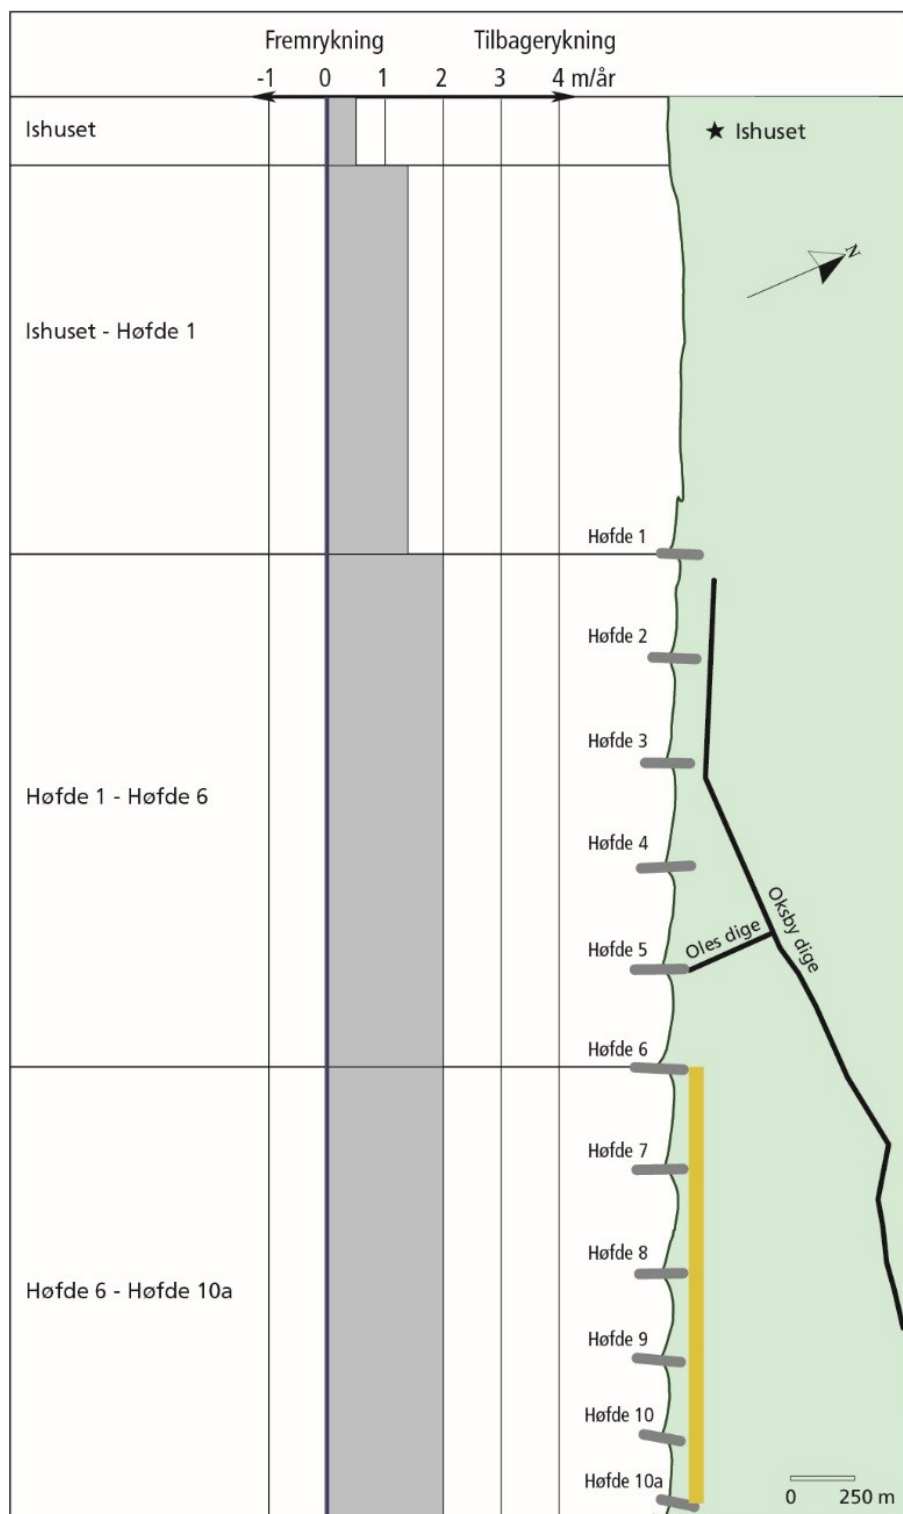 Fremrykning Tilbagerykning
-1 0 1 2 3 4 m/år
Ishuset
Ishuset
N
Ishuset - Høfde 1
Høfde 1
Høfde 2
Høfde 3
Høfde 1 - Høfde 6
Høfde 4
Oksby dige
Oles dige
Høfde 5
Høfde 6
Høfde 7
Høfde 8
Høfde 6 - Høfde 10a
Høfde 9
Høfde 10
Høfde 10a
0 250 m